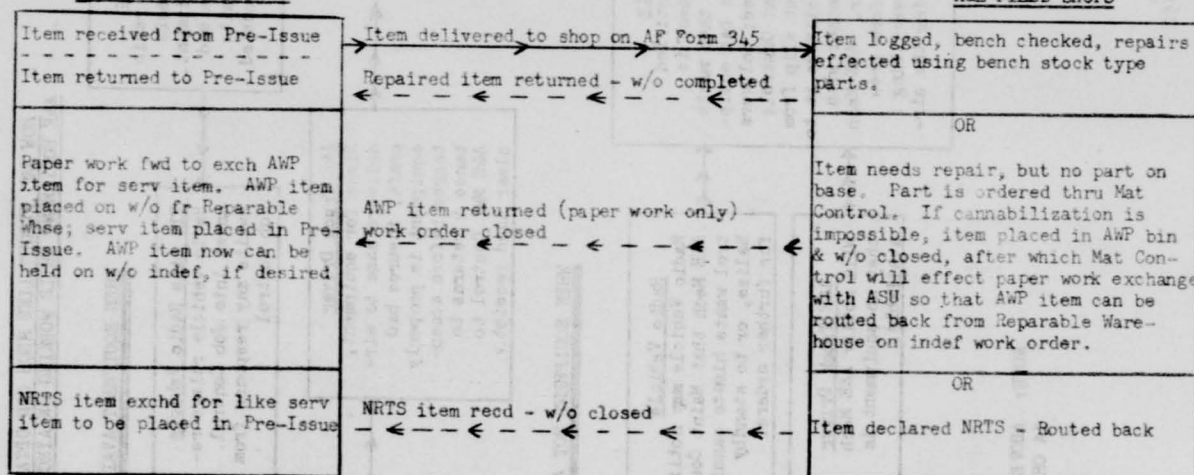 Item received from Pre-Issue
Item returned to Pre-Issue
Item delivered to shop on AF Form 345
Repaired item returned - w/o completed
Item logged, bench checked, repairs
effected using bench stock type
parts.
OR
Paper work fwd to exch AWP
item for serv item. AWP item
placed on w/o fr Reparable
Whse; serv item placed in Pre-
Issue. AWP item now can be
held on w/o indef, if desired
AWP item returned (paper work only)
work order closed
Item needs repair, but no part on
base. Part is ordered thru Mat
Control. If cannabilization is
impossible, item placed in AWP bin
& w/o closed, after which Mat Con-
trol will effect paper work exchange
with ASU so that AWP item can be
routed back from Reparable Ware-
house on indef work order.
OR
NRTS item exchd for like serv
item to be placed in Pre-Issue
NRTS item recd - w/o closed
Item declared NRTS - Routed back